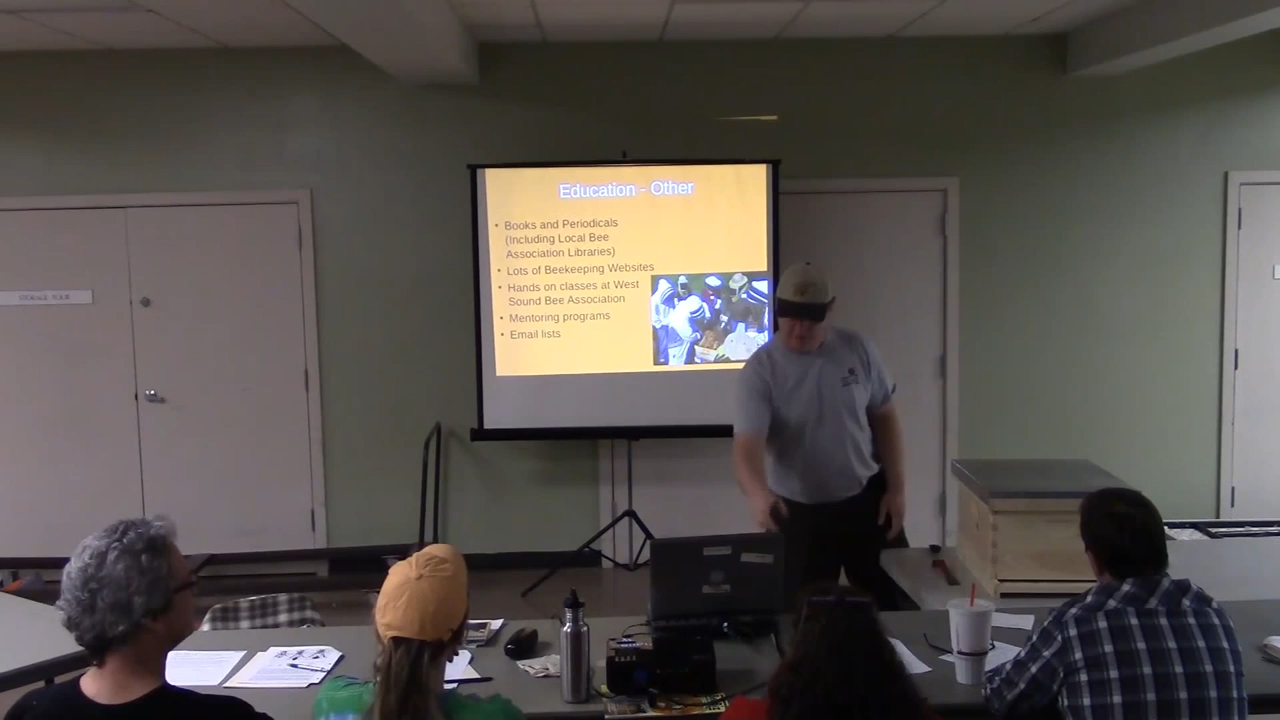 Education - Other
• Books and Periodicals
(Including Local Bee
Association Libraries)
• Lots of Beekeeping Websites
• Hands on classes at West
Sound Bee Association
• Mentoring programs
• Email lists